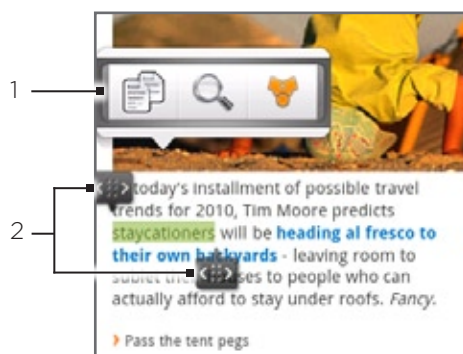 1
2
today's installment of possible travel
trends for 2010, Tim Moore predicts
staycationers will be heading al fresco to
their own backyards - leaving room to
sublet their houses to people who can
actually afford to stay under roofs. Fancy.
Pass the tent pegs